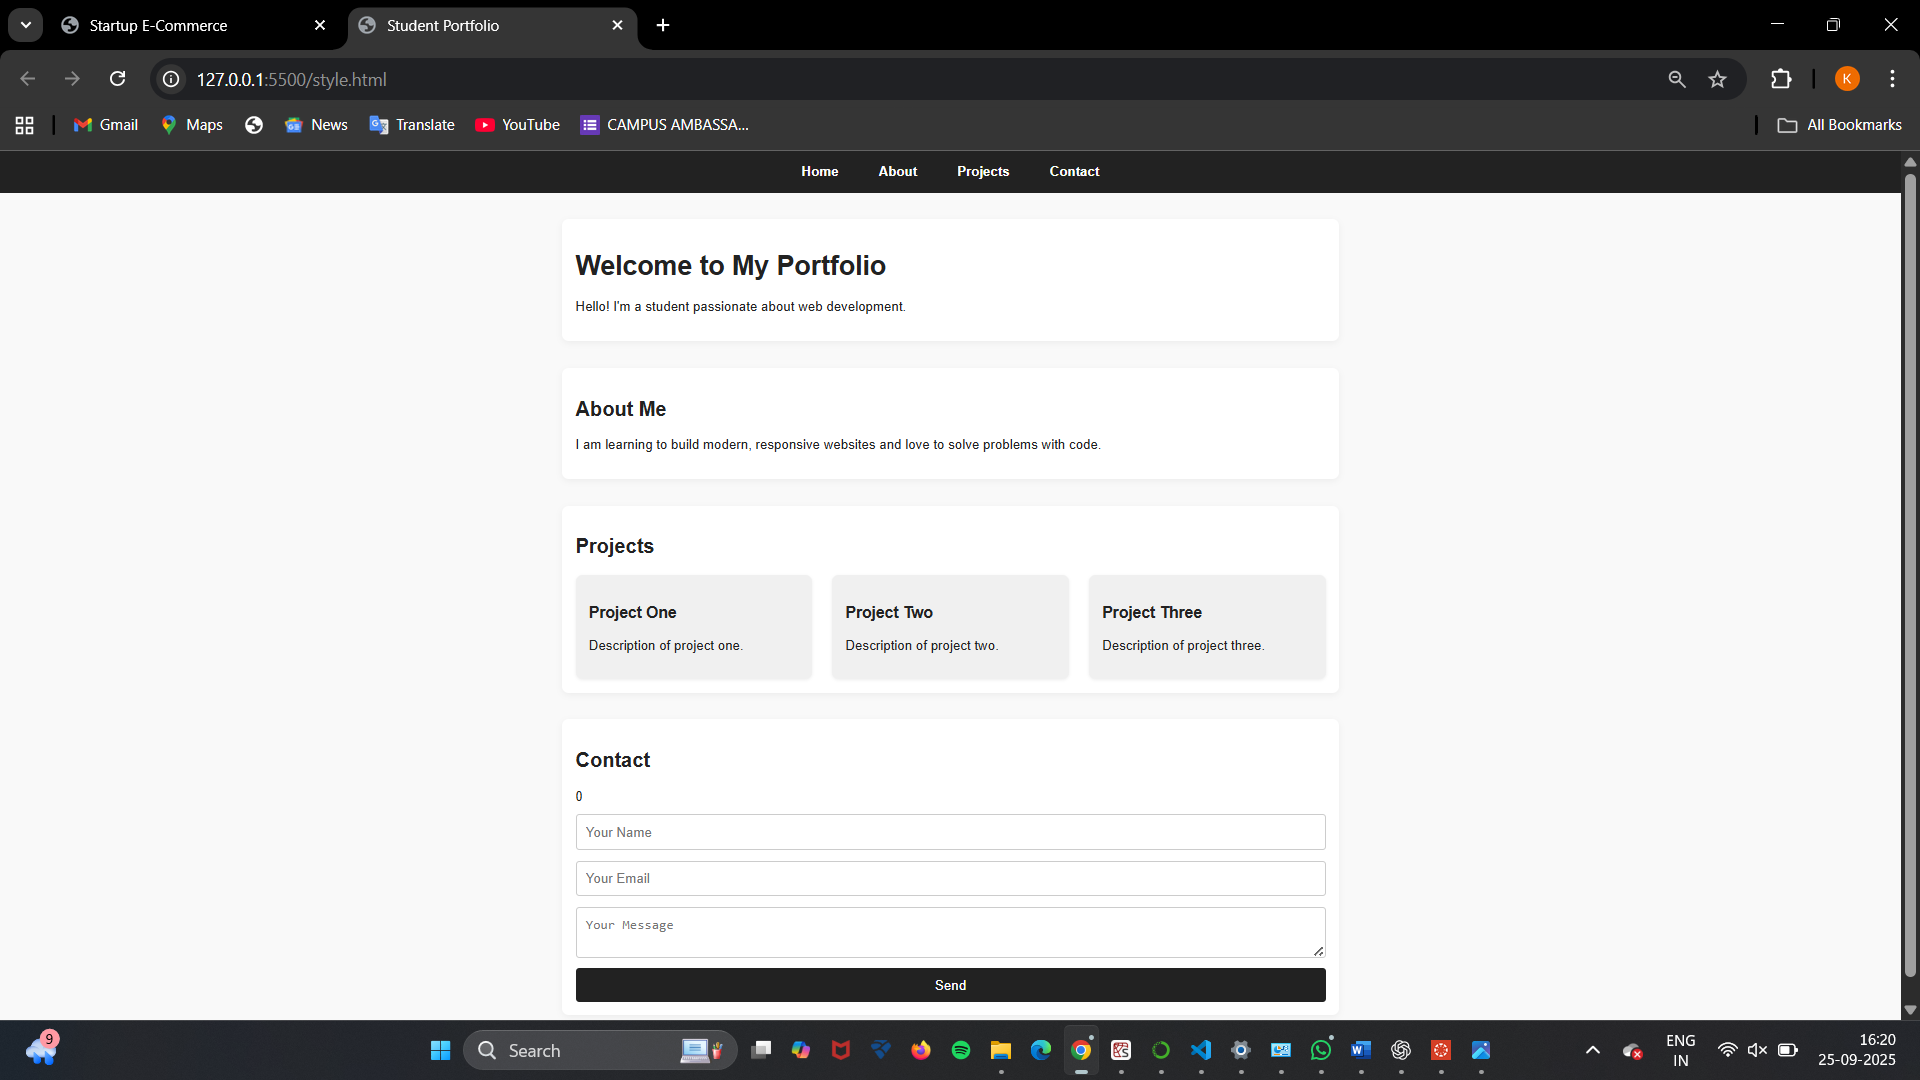 Startup E-Commerce
Student Portfolio
127.0.0.1:5500/style.html
K
Gmail
Maps
News
Translate
YouTube
CAMPUS AMBASSA...
All Bookmarks
Home
About
Projects
Contact
Welcome to My Portfolio
Hello! I'm a student passionate about web development.
About Me
I am learning to build modern, responsive websites and love to solve problems with code.
Projects
Project One
Description of project one.
Project Two
Description of project two.
Project Three
Description of project three.
Contact
0
Your Name
Your Email
Your Message
Send
9
Search
ENG
IN
16:20
25-09-2025